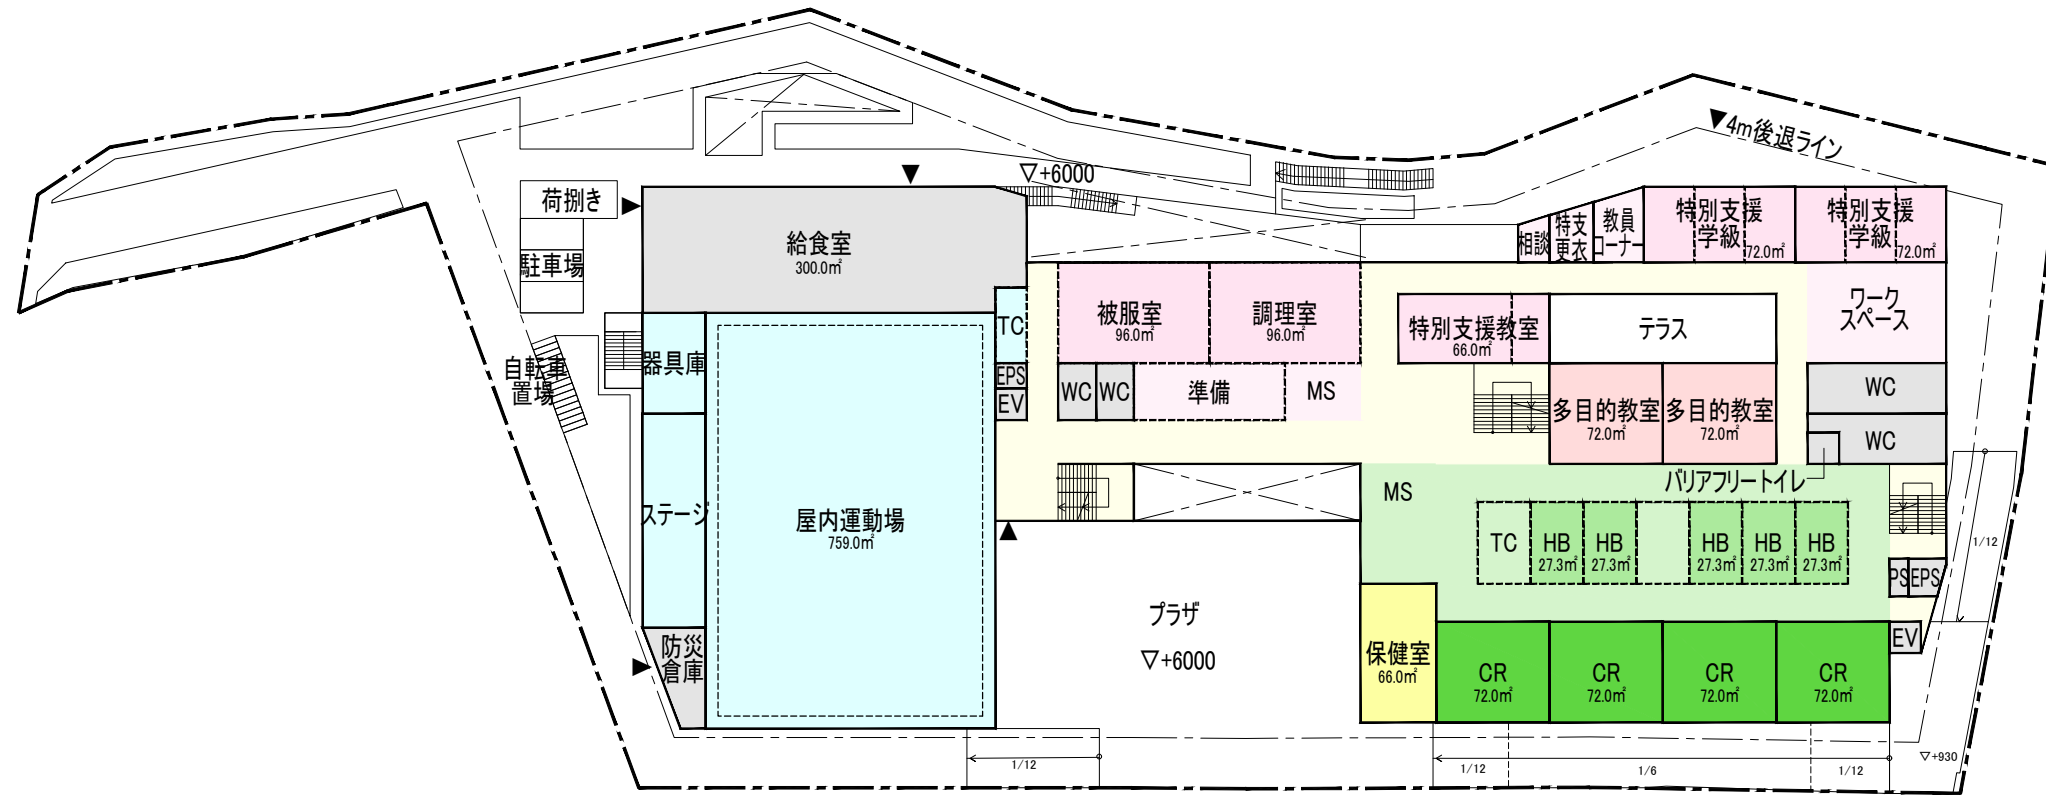 ▼4m後退ライン
▽+6000
荷捌き
駐車場
給食室
300.0㎡
相談
特支
更衣
教員
コーナー
特別支援
学級
72.0㎡
特別支援
学級
72.0㎡
TC
被服室
96.0㎡
調理室
96.0㎡
特別支援教室
66.0㎡
テラス
ワーク
スペース
自転車
置場
器具庫
EPS
EV
WC
WC
準備
MS
多目的教室
72.0㎡
多目的教室
72.0㎡
WC
WC
バリアフリートイレ
MS
ステージ
屋内運動場
759.0㎡
TC
HB
27.3㎡
HB
27.3㎡
HB
27.3㎡
HB
27.3㎡
HB
27.3㎡
1/12
PS
EPS
EV
プラザ
▽+6000
防災
倉庫
保健室
66.0㎡
CR
72.0㎡
CR
72.0㎡
CR
72.0㎡
CR
72.0㎡
1/12
1/12
1/6
1/12
▽+930